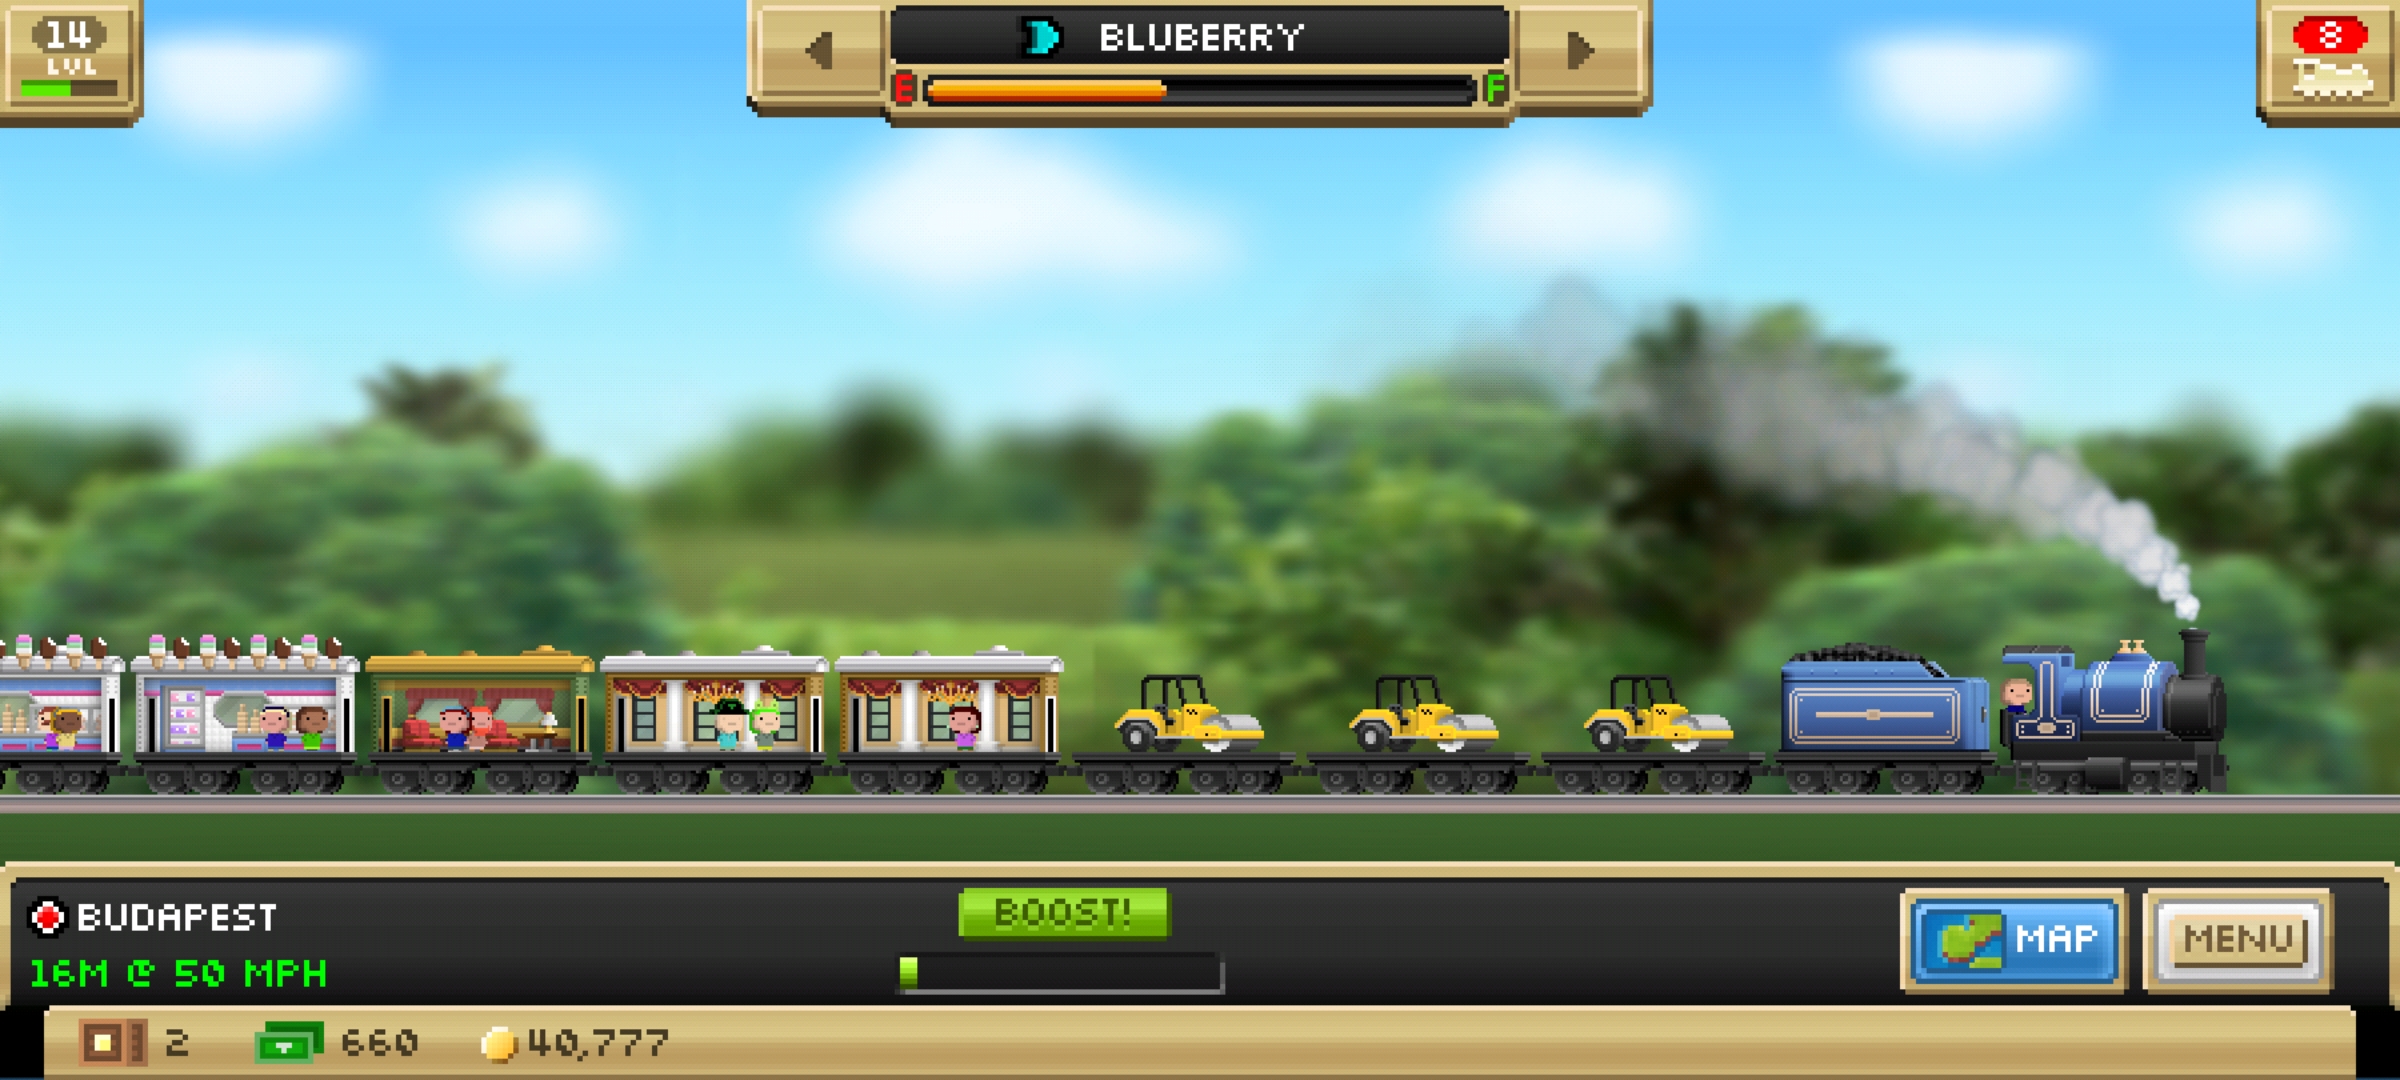 14
LVL
BLUBERRY
E F
8
BUDAPEST
16M @ 50 MPH
BOOST!
MAP
MENU
2 660 40,777